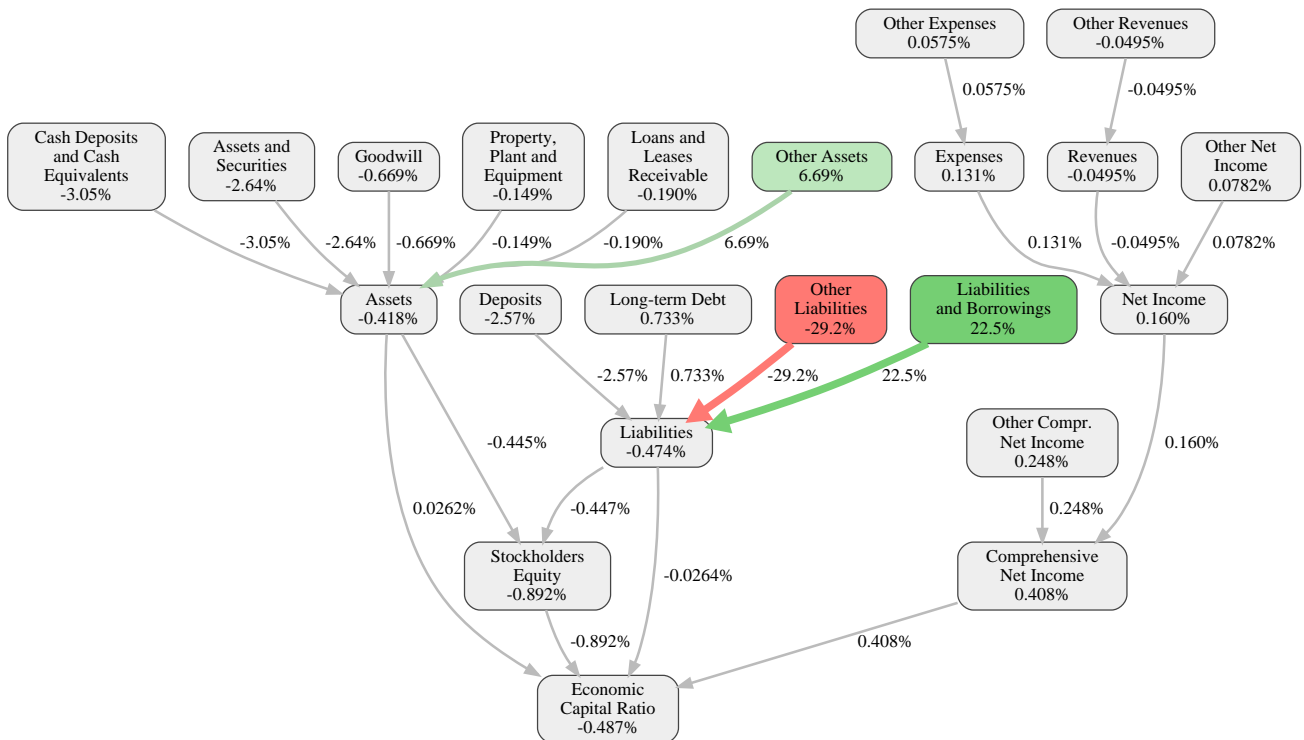 Other Expenses
0.0575%
Other Revenues
-0.0495%
0.0575%
-0.0495%
Cash Deposits
and Cash
Equivalents
-3.05%
Assets and
Securities
-2.64%
Goodwill
-0.669%
Property,
Plant and
Equipment
-0.149%
Loans and
Leases
Receivable
-0.190%
Other Assets
6.69%
Expenses
0.131%
Revenues
-0.0495%
Other Net
Income
0.0782%
-3.05%
-2.64%
-0.669%
-0.149%
-0.190%
6.69%
0.131%
-0.0495%
0.0782%
Assets
-0.418%
Deposits
-2.57%
Long-term Debt
0.733%
Other
Liabilities
-29.2%
Liabilities
and Borrowings
22.5%
Net Income
0.160%
-2.57%
0.733%
-29.2%
22.5%
Liabilities
-0.474%
Other Compr.
Net Income
0.248%
-0.445%
0.160%
0.0262%
-0.447%
0.248%
Stockholders
Equity
-0.892%
-0.0264%
Comprehensive
Net Income
0.408%
-0.892%
0.408%
Economic
Capital Ratio
-0.487%